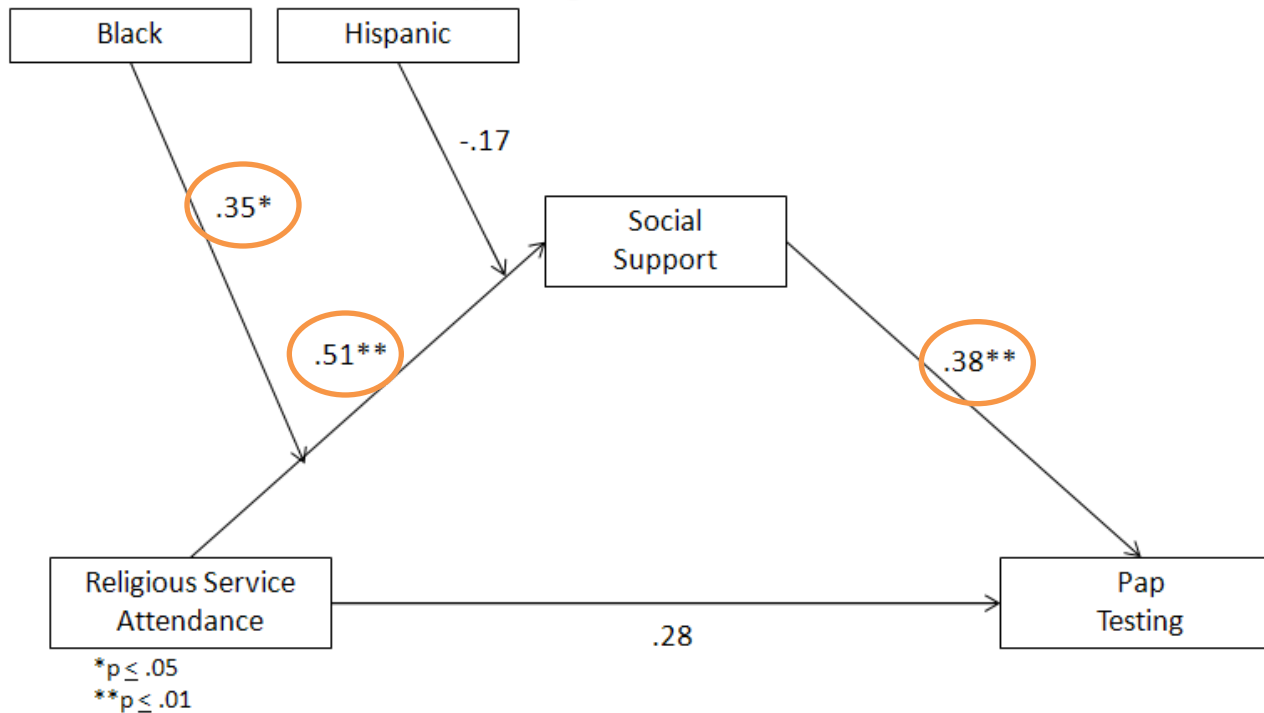 Black
Hispanic
-.17
.35*
Social
Support
.51**
.38**
Religious Service
Attendance
Pap
Testing
.28
*p ≤ .05
**p ≤ .01